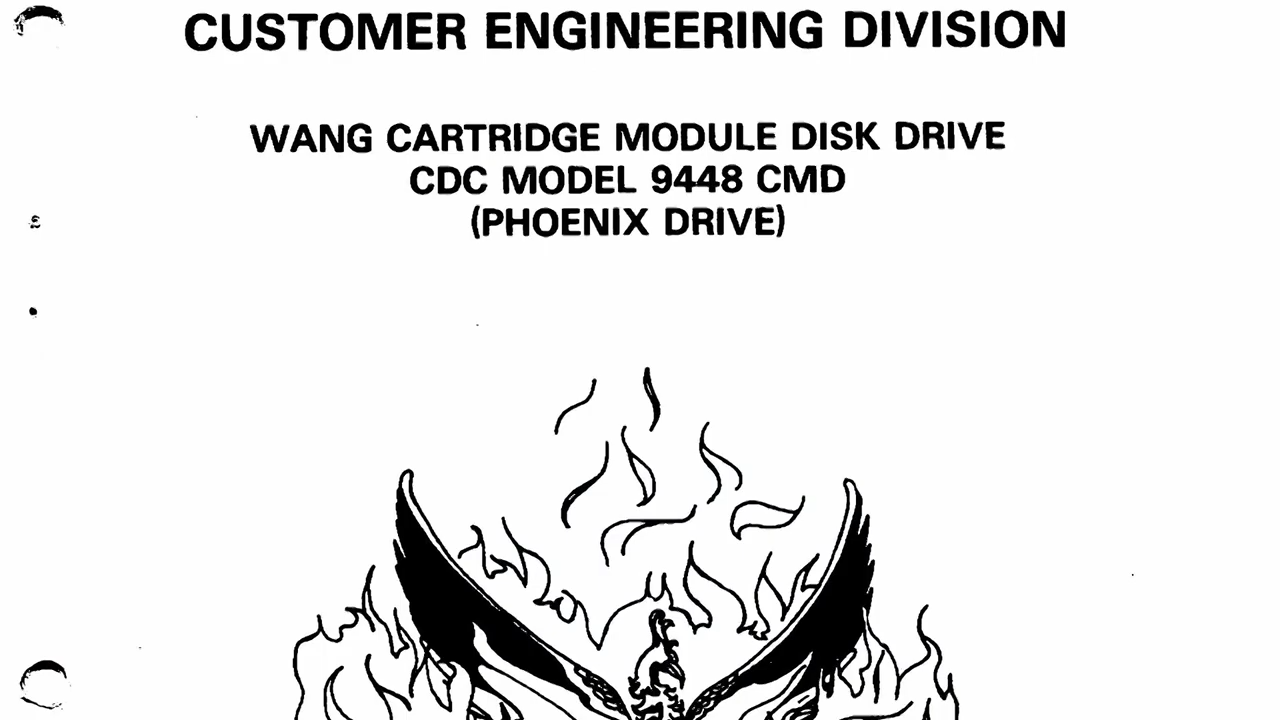 CUSTOMER ENGINEERING DIVISION
WANG CARTRIDGE MODULE DISK DRIVE
CDC MODEL 9448 CMD
(PHOENIX DRIVE)